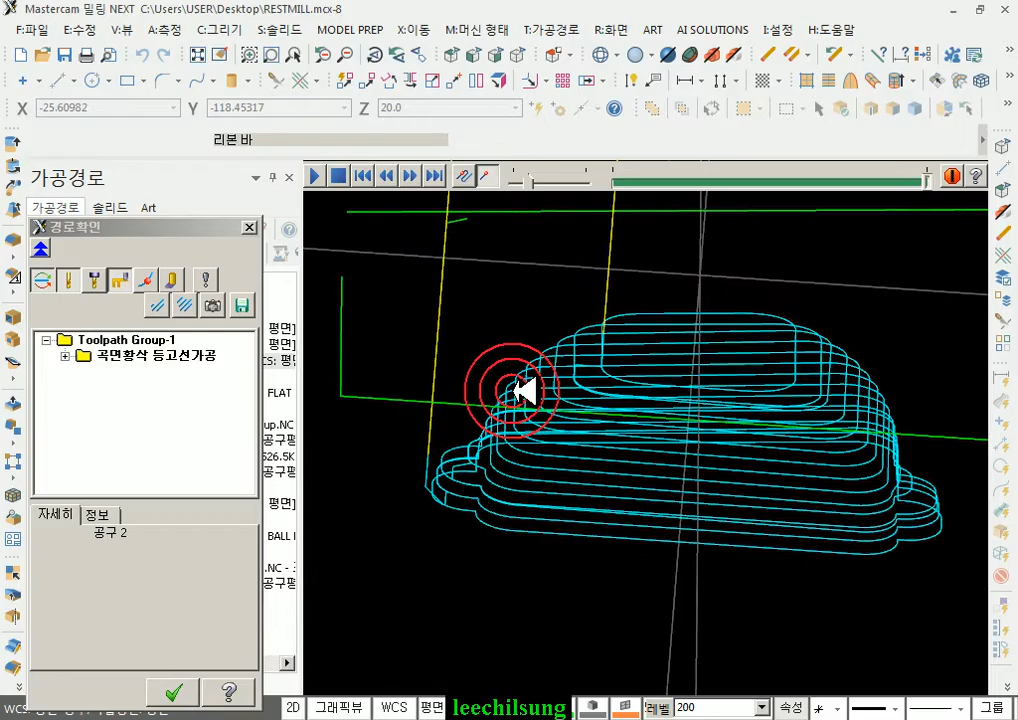 Mastercam 밀링 NEXT C:\Users\USER\Desktop\RESTMILL.mcx-8
F:파일 E:수정 V:뷰 A:측정 C:그리기 S:솔리드 MODEL PREP X:이동 M:머신 형태 T:가공경로 R:화면 ART AI SOLUTIONS I:설정 H:도움말
X -25.60982 Y -118.45317 Z 20.0
리본 바
가공경로
가공경로 솔리드 Art
경로확인
Toolpath Group-1
곡면황삭 등고선가공
평면]
평면]
CS: 평면
FLAT
up.NC
공구평
626.5K
공구평
평면]
BALL
.NC -
공구평
자세히 정보
공구 2
WCS:
2D 그래픽뷰 WCS 평면 leechilsung 레벨 200 속성 그룹